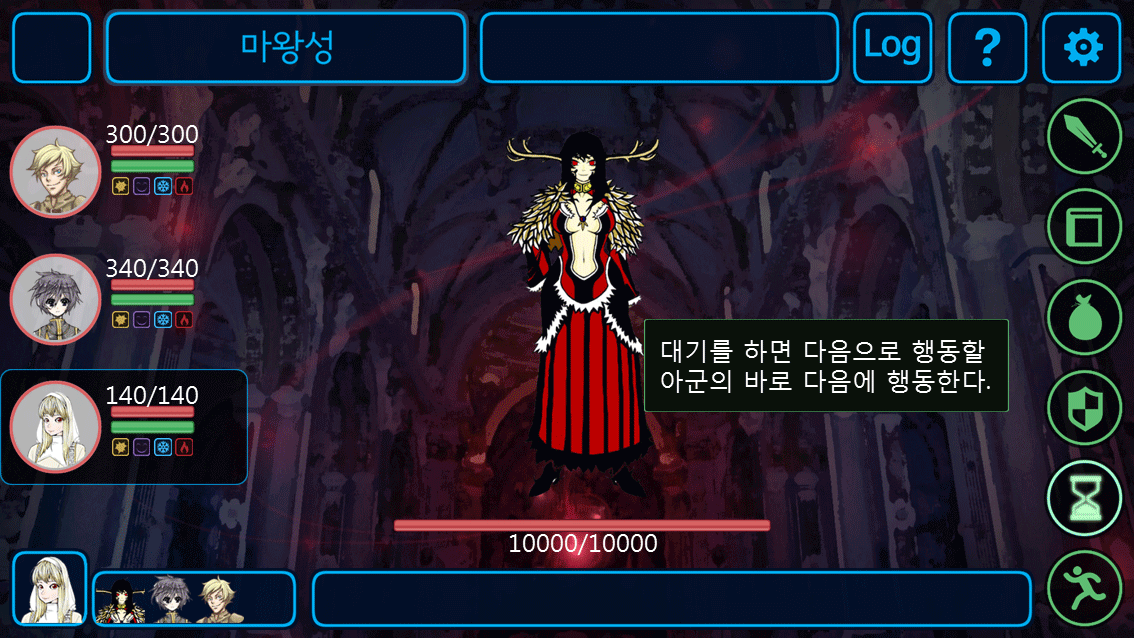 마왕성
Log
?
300/300
340/340
140/140
대기를 하면 다음으로 행동할
아군의 바로 다음에 행동한다.
10000/10000